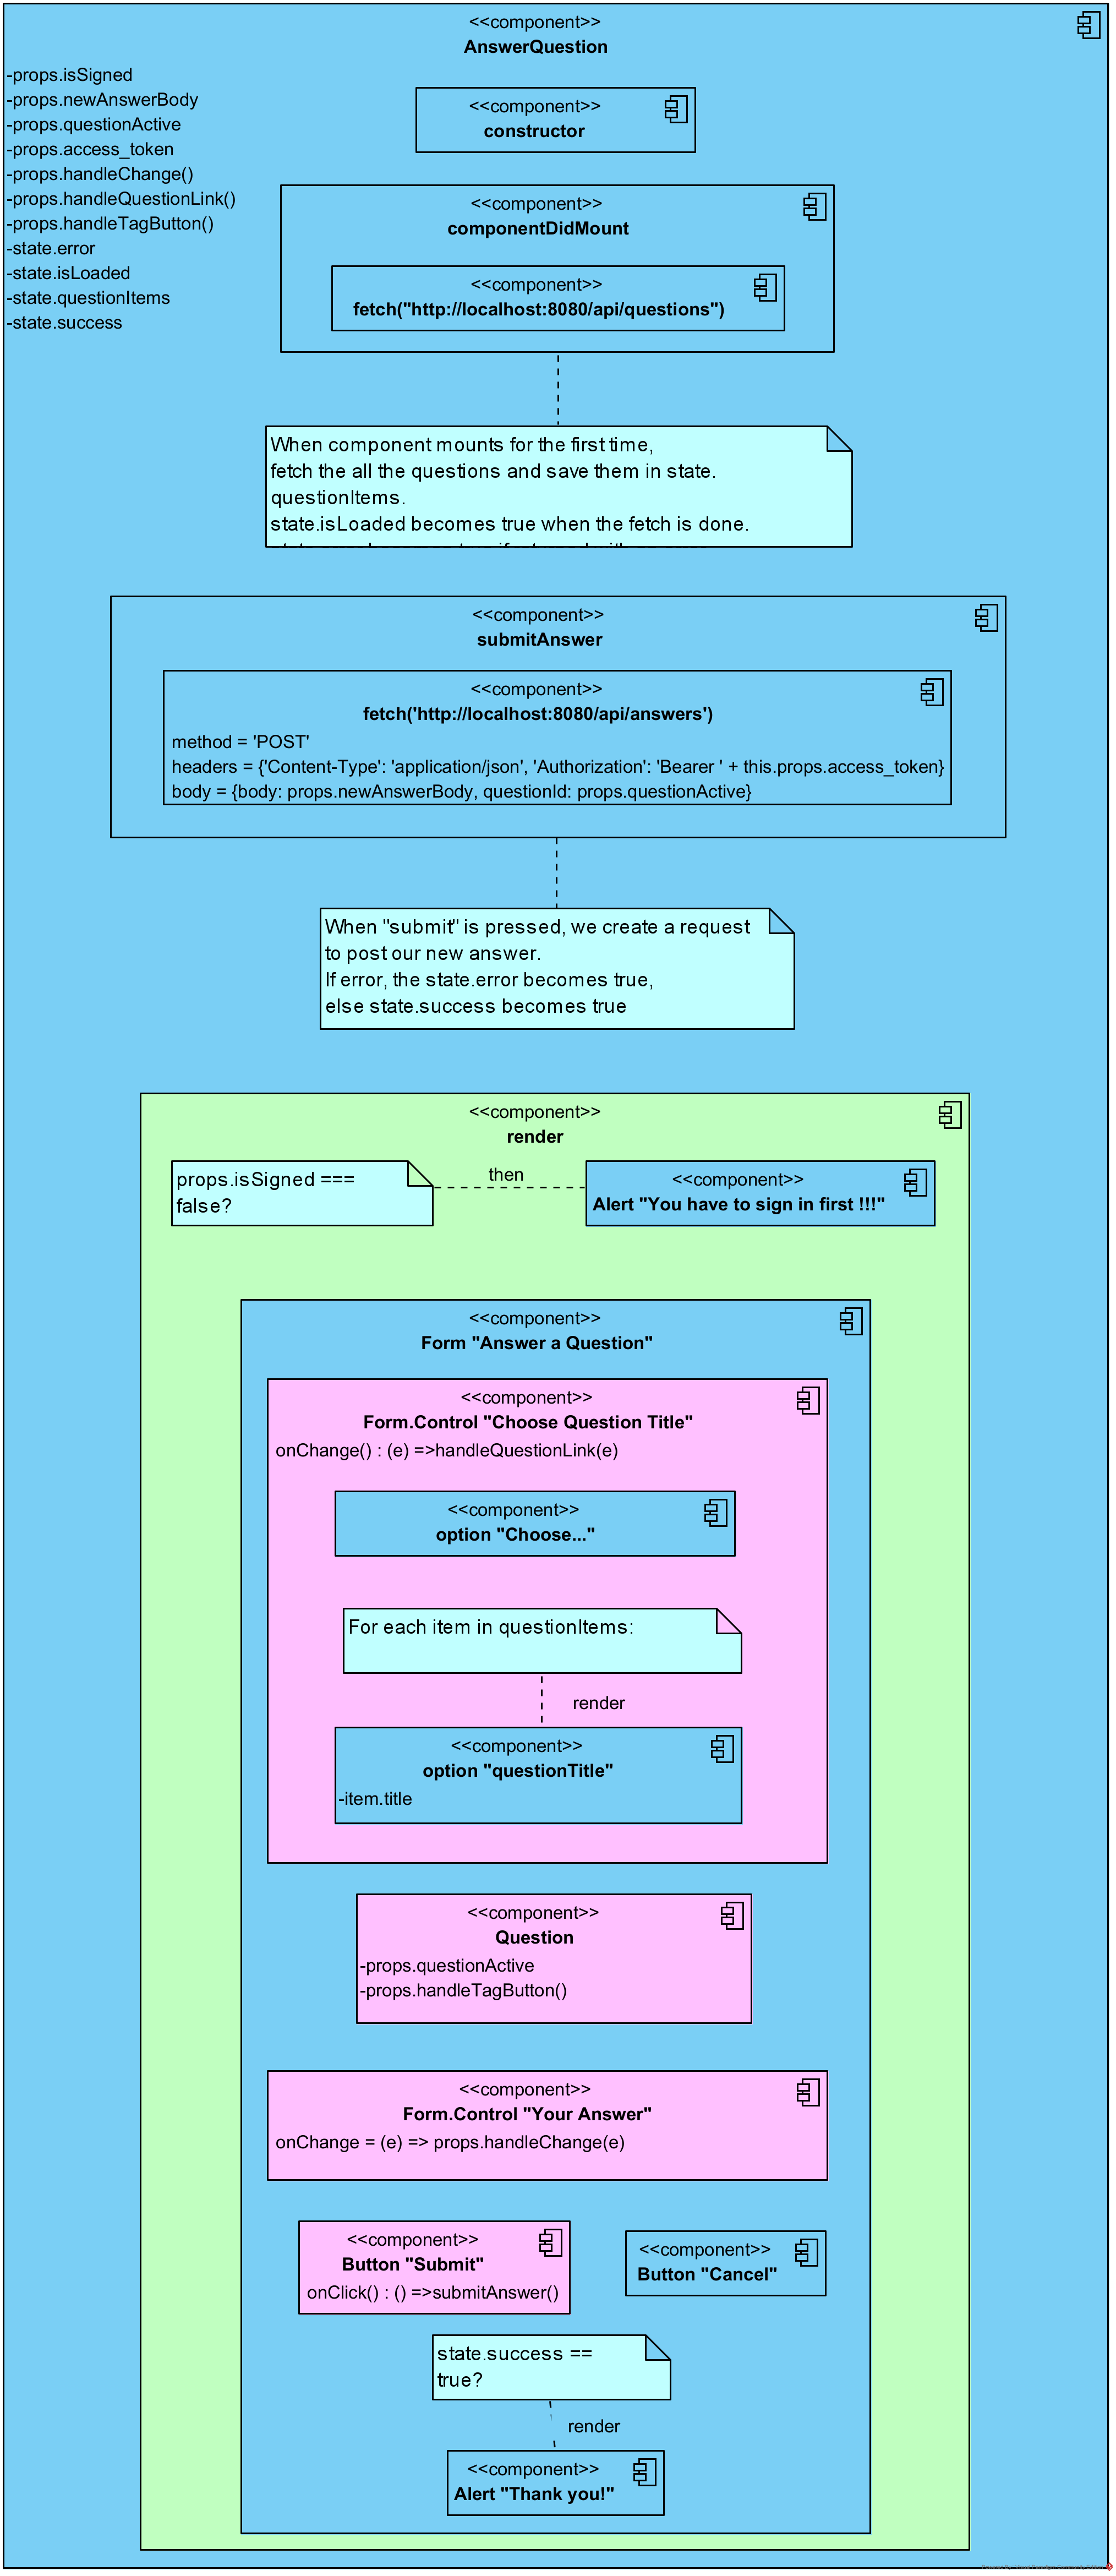 <<component>>
AnswerQuestion
-props.isSigned
-props.newAnswerBody
-props.questionActive
-props.access_token
-props.handleChange()
-props.handleQuestionLink()
-props.handleTagButton()
-state.error
-state.isLoaded
-state.questionItems
-state.success
<<component>>
constructor
<<component>>
componentDidMount
<<component>>
fetch("http://localhost:8080/api/questions")
When component mounts for the first time,
fetch the all the questions and save them in state.
questionItems.
state.isLoaded becomes true when the fetch is done.
<<component>>
submitAnswer
<<component>>
fetch('http://localhost:8080/api/answers')
method = 'POST'
headers = {'Content-Type': 'application/json', 'Authorization': 'Bearer ' + this.props.access_token}
body = {body: props.newAnswerBody, questionId: props.questionActive}
When "submit" is pressed, we create a request
to post our new answer.
If error, the state.error becomes true,
else state.success becomes true
<<component>>
render
props.isSigned ===
false?
then
<<component>>
Alert "You have to sign in first !!!"
<<component>>
Form "Answer a Question"
<<component>>
Form.Control "Choose Question Title"
onChange() : (e) =>handleQuestionLink(e)
<<component>>
option "Choose..."
For each item in questionItems:
render
<<component>>
option "questionTitle"
-item.title
<<component>>
Question
-props.questionActive
-props.handleTagButton()
<<component>>
Form.Control "Your Answer"
onChange = (e) => props.handleChange(e)
<<component>>
Button "Submit"
onClick() : () =>submitAnswer()
<<component>>
Button "Cancel"
state.success ==
true?
render
<<component>>
Alert "Thank you!"